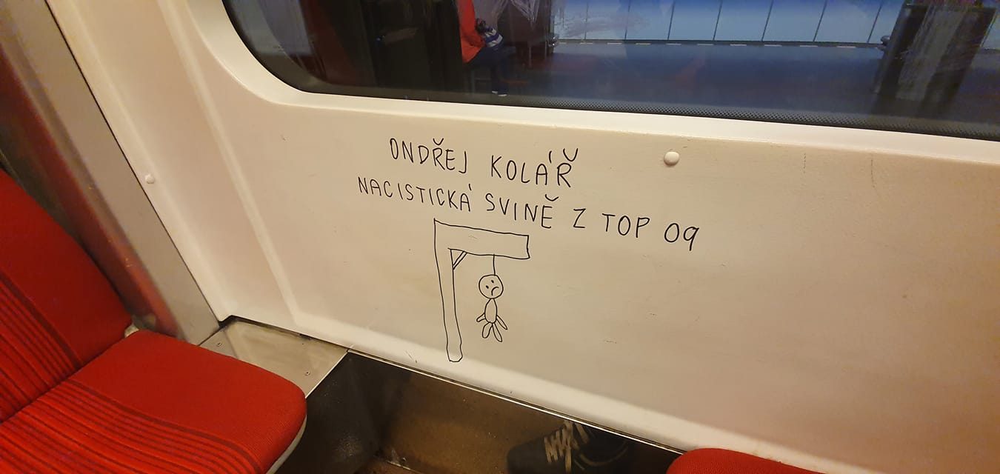 ONDŘEJ KOLÁŘ
NACISTICKÁ SVINĚ Z TOP 09